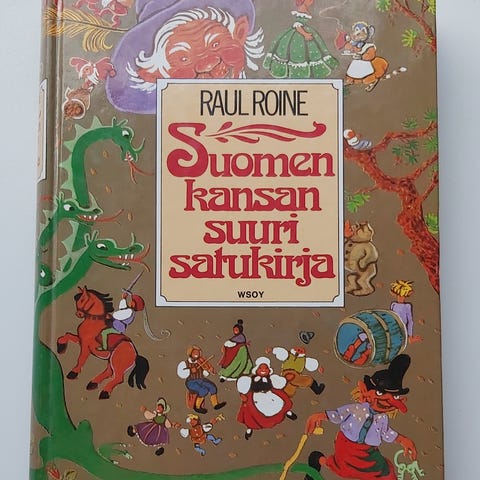 RAUL ROINE
Suomen
kansan
suuri
satukirja
WSOY